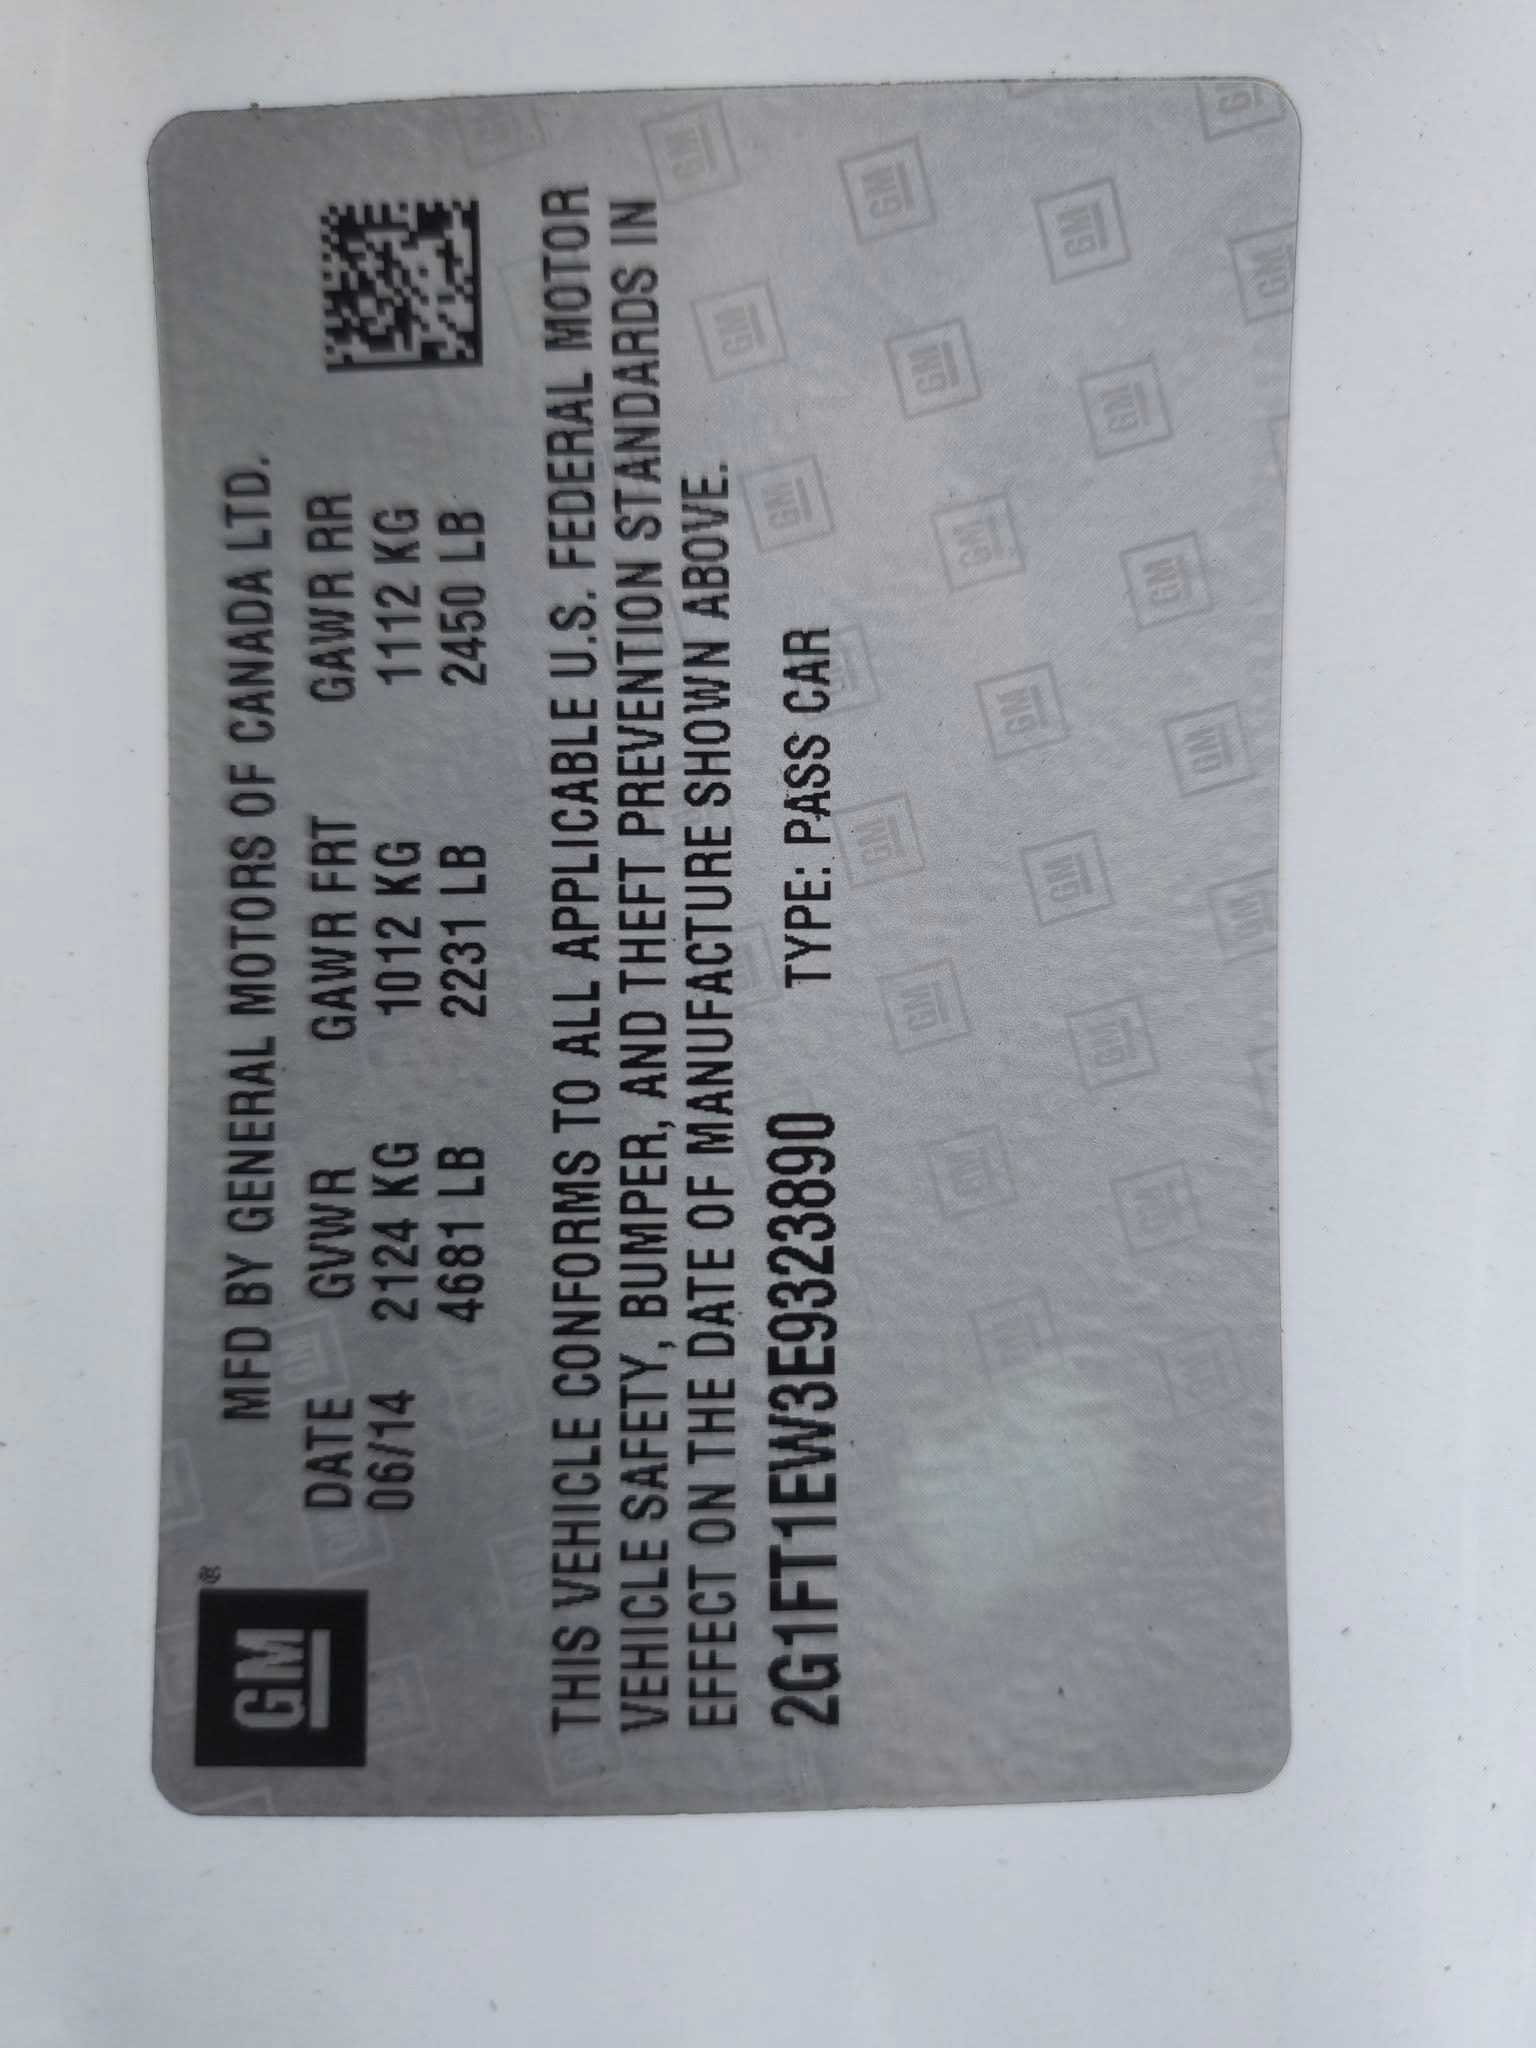 GM®
MFD BY GENERAL MOTORS OF CANADA LTD.
DATE GVWR GAWR FRT GAWR RR
06/14 2124 KG 1012 KG 1112 KG
4681 LB 2231 LB 2450 LB
THIS VEHICLE CONFORMS TO ALL APPLICABLE U.S. FEDERAL MOTOR
VEHICLE SAFETY, BUMPER, AND THEFT PREVENTION STANDARDS IN
EFFECT ON THE DATE OF MANUFACTURE SHOWN ABOVE.
2G1FT1EW3E9323890 TYPE: PASS CAR